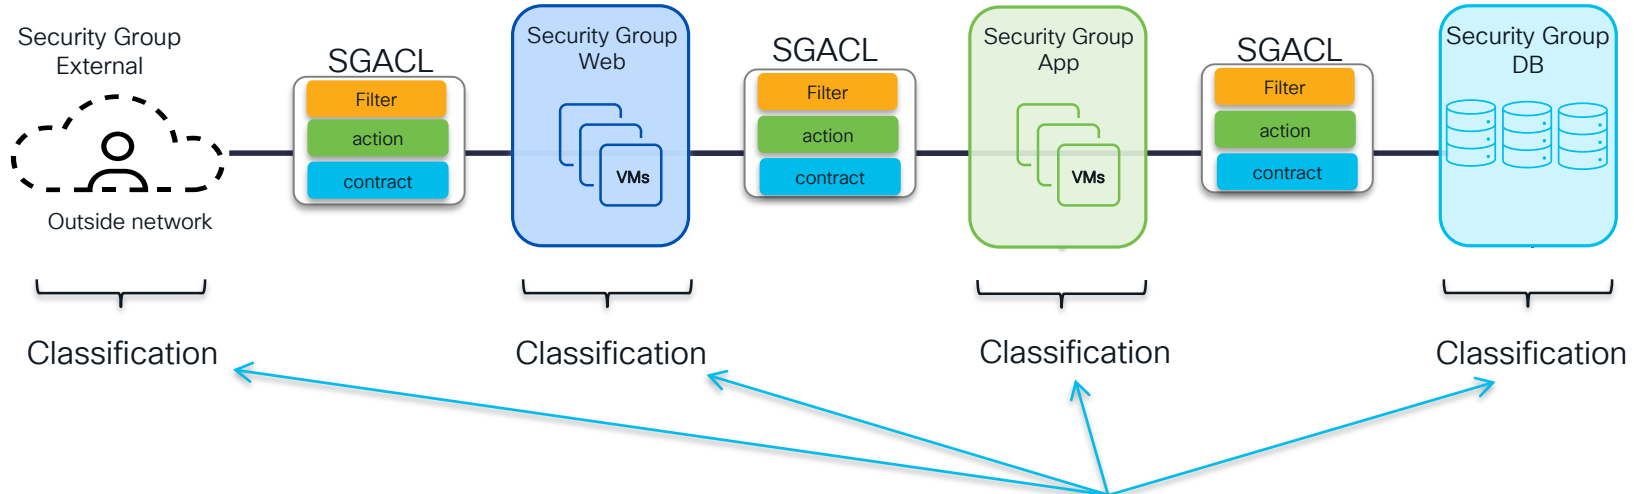 Security Group
External
SGACL
Filter
action
contract
Outside network
Security Group
Web
VMs
SGACL
Filter
action
contract
Security Group
App
VMs
SGACL
Filter
action
contract
Security Group
DB
Classification
Classification
Classification
Classification